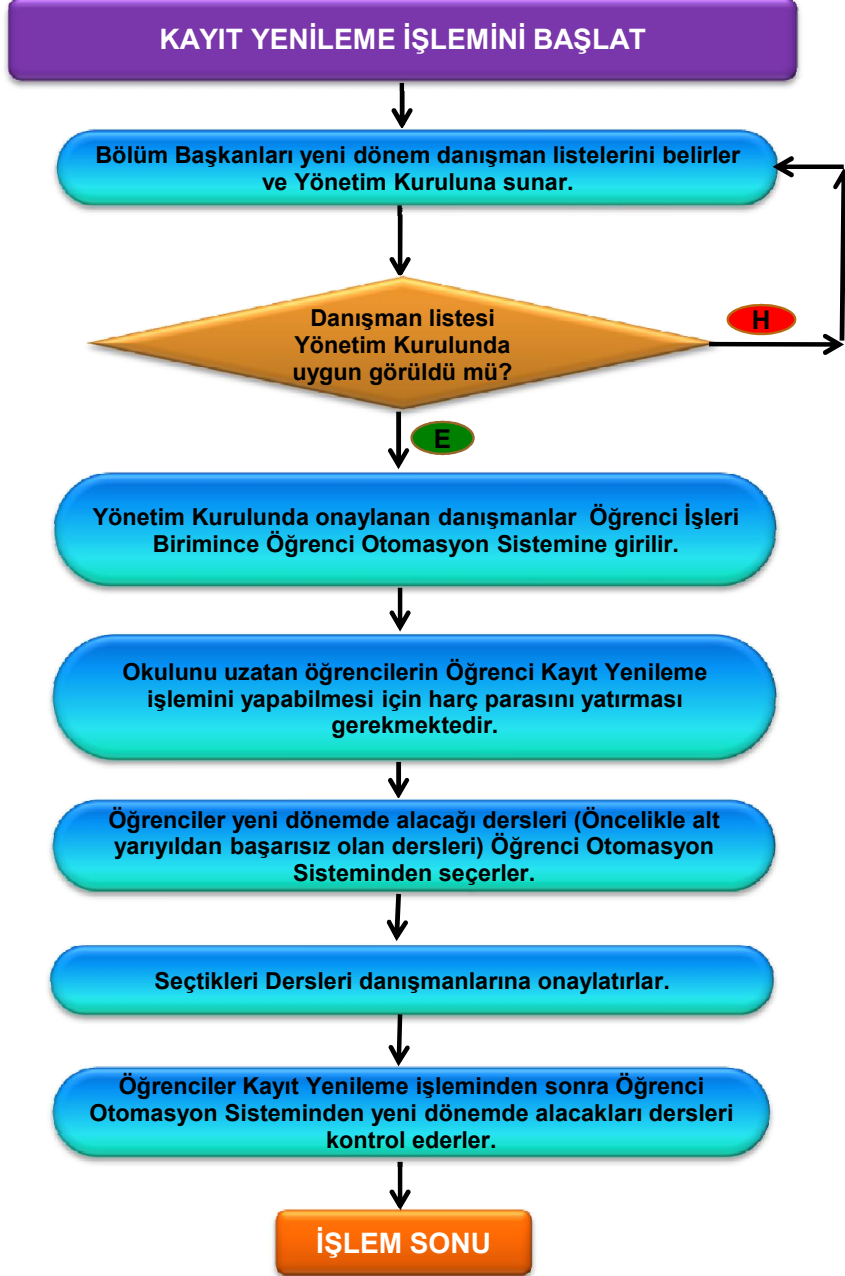 KAYIT YENİLEME İŞLEMİNİ BAŞLAT
Bölüm Başkanları yeni dönem danışman listelerini belirler
ve Yönetim Kuruluna sunar.
Danışman listesi
Yönetim Kurulunda
uygun görüldü mü?
H
E
Yönetim Kurulunda onaylanan danışmanlar Öğrenci İşleri
Birimince Öğrenci Otomasyon Sistemine girilir.
Okulunu uzatan öğrencilerin Öğrenci Kayıt Yenileme
işlemini yapabilmesi için harç parasını yatırması
gerekmektedir.
Öğrenciler yeni dönemde alacağı dersleri (Öncelikle alt
yarıyıldan başarısız olan dersleri) Öğrenci Otomasyon
Sisteminden seçerler.
Seçtikleri Dersleri danışmanlarına onaylatırlar.
Öğrenciler Kayıt Yenileme işleminden sonra Öğrenci
Otomasyon Sisteminden yeni dönemde alacakları dersleri
kontrol ederler.
İŞLEM SONU